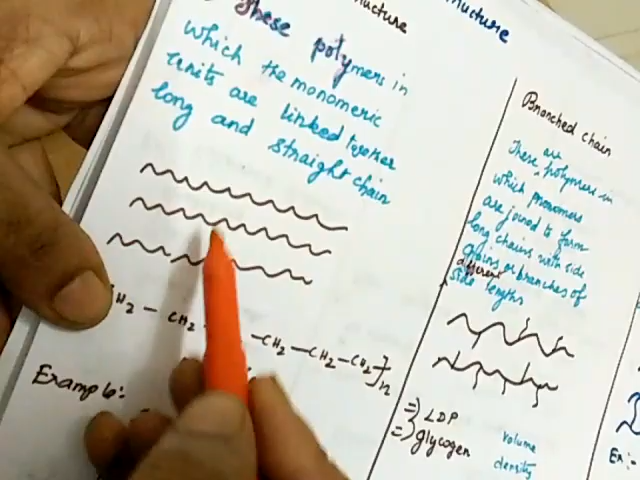 ructure
These polymers in
which the monomeric
units are linked together
long and straight chain
CH2 - CH2
- CH2 - CH2 - CH2 ]n
Example:
ructure
Branched chain
These are polymers in
which monomers
are joined to form
long chains with side
chains or branches of
different
side lengths
=> LDP
=> glycogen
volume
density
Ex:-